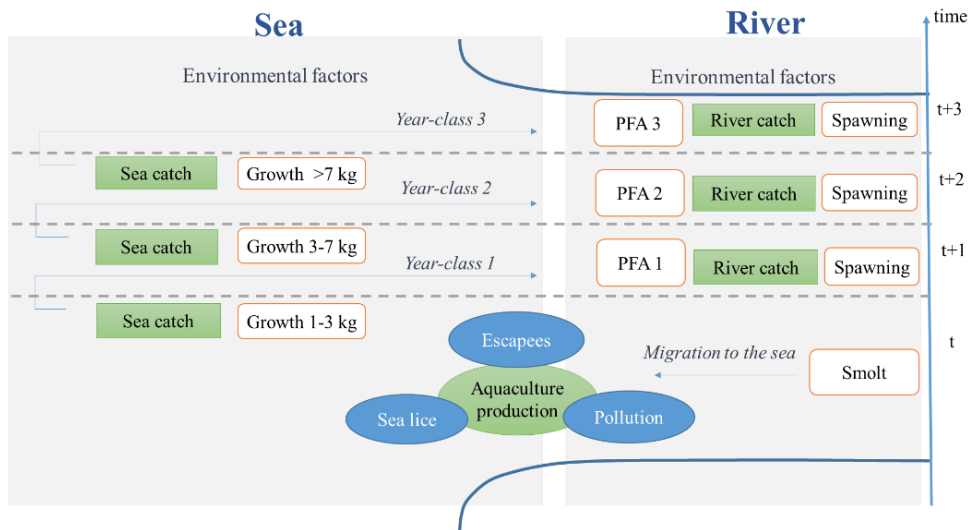 Sea
River
time
Environmental factors
Environmental factors
t+3
Year-class 3
PFA 3
River catch
Spawning
Sea catch
Growth >7 kg
t+2
Year-class 2
PFA 2
River catch
Spawning
Sea catch
Growth 3-7 kg
t+1
Year-class 1
PFA 1
River catch
Spawning
Sea catch
Growth 1-3 kg
t
Escapees
Migration to the sea
Smolt
Aquaculture
production
Sea lice
Pollution